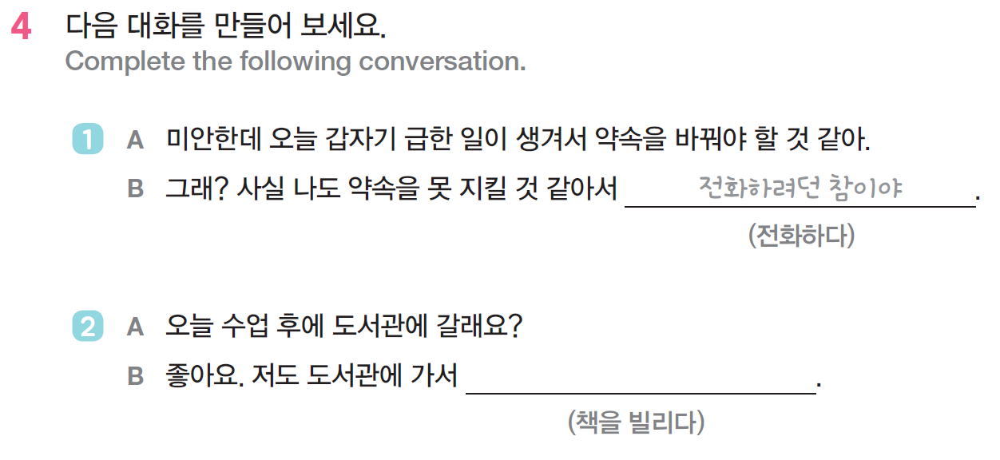 4 다음 대화를 만들어 보세요.
Complete the following conversation.
1 A 미안한데 오늘 갑자기 급한 일이 생겨서 약속을 바꿔야 할 것 같아.
B 그래? 사실 나도 약속을 못 지킬 것 같아서 전화하려던 참이야.
(전화하다)
2 A 오늘 수업 후에 도서관에 갈래요?
B 좋아요. 저도 도서관에 가서 .
(책을 빌리다)